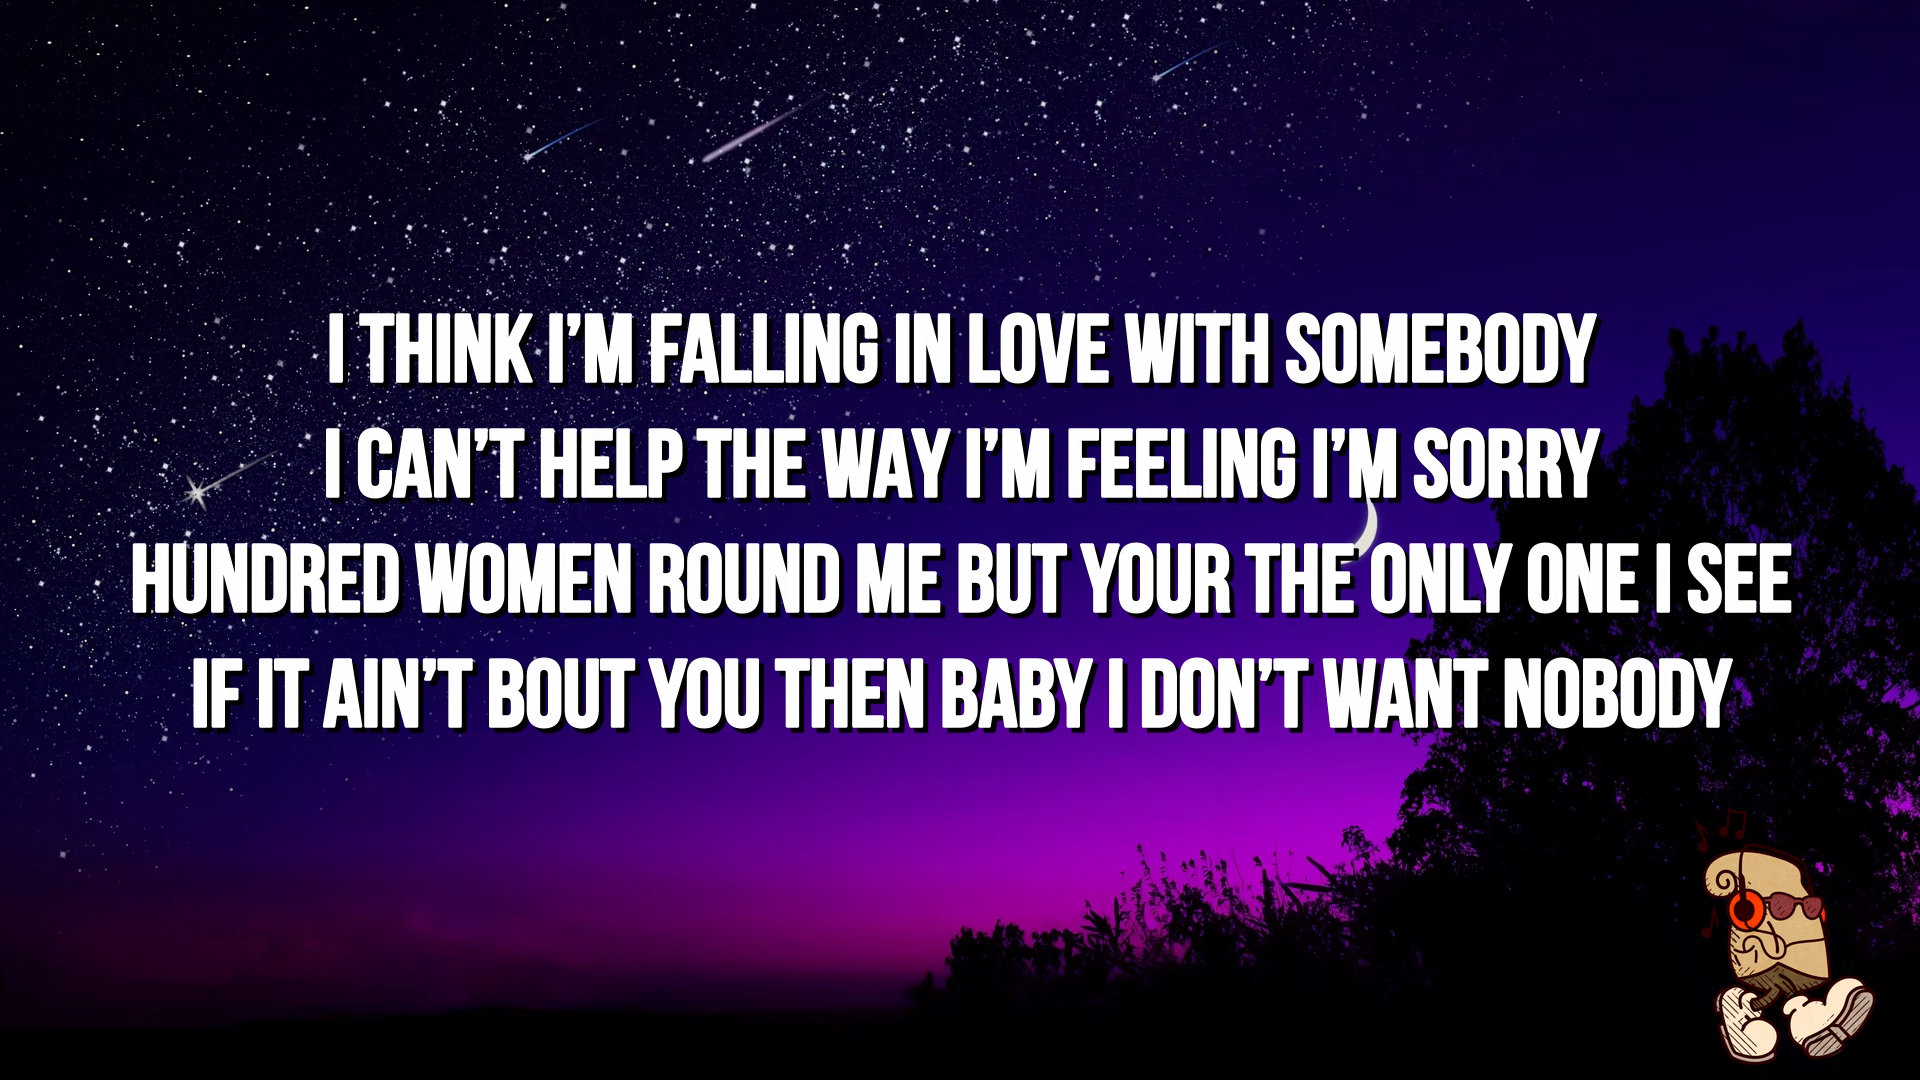 I THINK I'M FALLING IN LOVE WITH SOMEBODY
I CAN'T HELP THE WAY I'M FEELING I'M SORRY
HUNDRED WOMEN ROUND ME BUT YOUR THE ONLY ONE I SEE
IF IT AIN'T BOUT YOU THEN BABY I DON'T WANT NOBODY